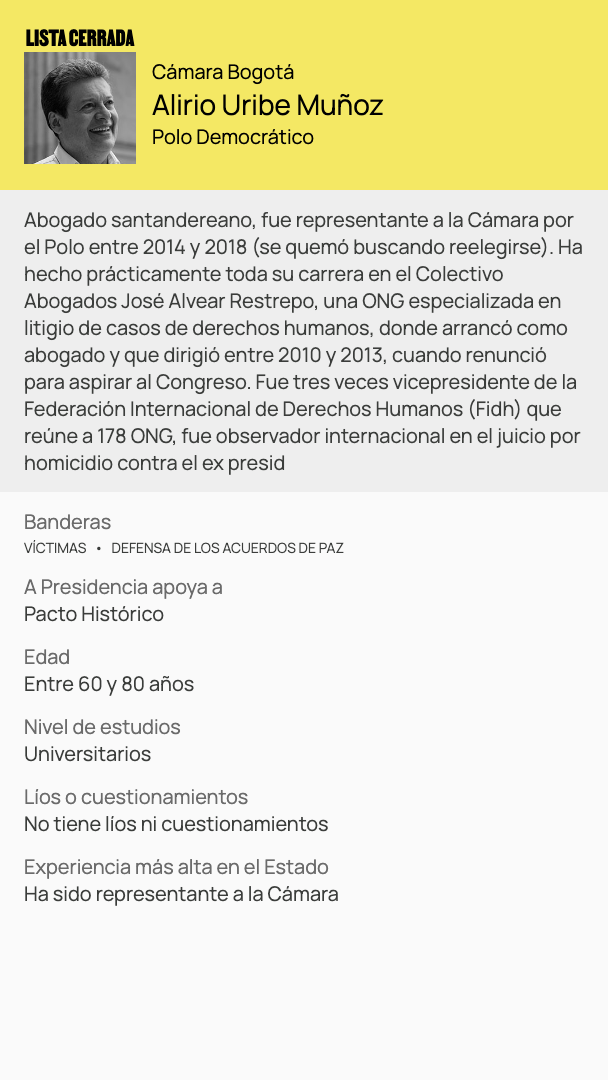 LISTA CERRADA
Cámara Bogotá
Alirio Uribe Muñoz
Polo Democrático
Abogado santandereano, fue representante a la Cámara por
el Polo entre 2014 y 2018 (se quemó buscando reelegirse). Ha
hecho prácticamente toda su carrera en el Colectivo
Abogados José Alvear Restrepo, una ONG especializada en
litigio de casos de derechos humanos, donde arrancó como
abogado y que dirigió entre 2010 y 2013, cuando renunció
para aspirar al Congreso. Fue tres veces vicepresidente de la
Federación Internacional de Derechos Humanos (Fidh) que
reúne a 178 ONG, fue observador internacional en el juicio por
homicidio contra el ex presid
Banderas
VÍCTIMAS • DEFENSA DE LOS ACUERDOS DE PAZ
A Presidencia apoya a
Pacto Histórico
Edad
Entre 60 y 80 años
Nivel de estudios
Universitarios
Líos o cuestionamientos
No tiene líos ni cuestionamientos
Experiencia más alta en el Estado
Ha sido representante a la Cámara